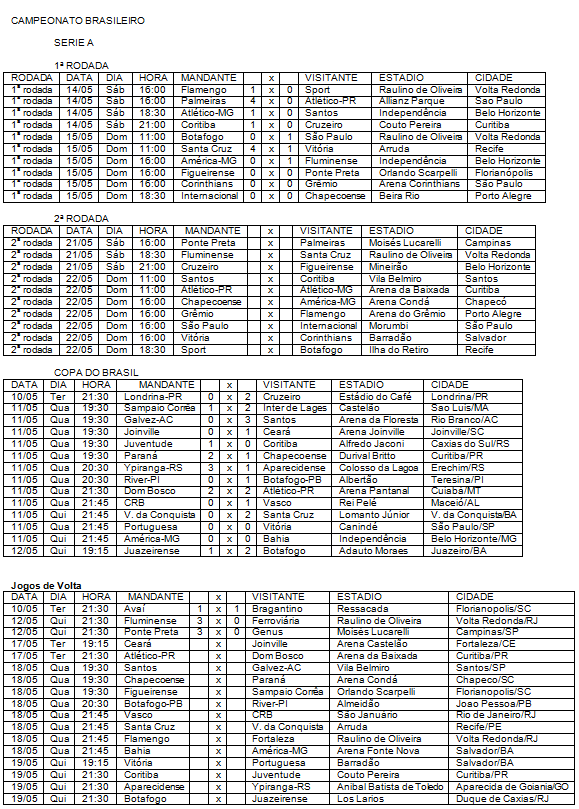 CAMPEONATO BRASILEIRO
SERIE A
1ª RODADA
RODADA DATA DIA HORA MANDANTE x VISITANTE ESTADIO CIDADE
1ª rodada 14/05 Sáb 16:00 Flamengo 1 x 0 Sport Raulino de Oliveira Volta Redonda
1ª rodada 14/05 Sáb 16:00 Palmeiras 4 x 0 Atlético-PR Allianz Parque Sao Paulo
1ª rodada 14/05 Sáb 18:30 Atlético-MG 1 x 0 Santos Independência Belo Horizonte
1ª rodada 14/05 Sáb 21:00 Coritiba 1 x 0 Cruzeiro Couto Pereira Curitiba
1ª rodada 15/05 Dom 11:00 Botafogo 0 x 1 São Paulo Raulino de Oliveira Volta Redonda
1ª rodada 15/05 Dom 11:00 Santa Cruz 4 x 1 Vitória Arruda Recife
1ª rodada 15/05 Dom 16:00 América-MG 0 x 1 Fluminense Independência Belo Horizonte
1ª rodada 15/05 Dom 16:00 Figueirense 0 x 0 Ponte Preta Orlando Scarpelli Florianópolis
1ª rodada 15/05 Dom 16:00 Corinthians 0 x 0 Grêmio Arena Corinthians São Paulo
1ª rodada 15/05 Dom 18:30 Internacional 0 x 0 Chapecoense Beira Rio Porto Alegre
2ª RODADA
RODADA DATA DIA HORA MANDANTE x VISITANTE ESTADIO CIDADE
2ª rodada 21/05 Sáb 16:00 Ponte Preta x Palmeiras Moisés Lucarelli Campinas
2ª rodada 21/05 Sáb 18:30 Fluminense x Santa Cruz Raulino de Oliveira Volta Redonda
2ª rodada 21/05 Sáb 21:00 Cruzeiro x Figueirense Mineirão Belo Horizonte
2ª rodada 22/05 Dom 11:00 Santos x Coritiba Vila Belmiro Santos
2ª rodada 22/05 Dom 11:00 Atlético-PR x Atlético-MG Arena da Baixada Curitiba
2ª rodada 22/05 Dom 16:00 Chapecoense x América-MG Arena Condá Chapecó
2ª rodada 22/05 Dom 16:00 Grêmio x Flamengo Arena do Grêmio Porto Alegre
2ª rodada 22/05 Dom 16:00 São Paulo x Internacional Morumbi São Paulo
2ª rodada 22/05 Dom 16:00 Vitória x Corinthians Barradão Salvador
2ª rodada 22/05 Dom 18:30 Sport x Botafogo Ilha do Retiro Recife
COPA DO BRASIL
DATA DIA HORA MANDANTE x VISITANTE ESTADIO CIDADE
10/05 Ter 21:30 Londrina-PR 0 x 2 Cruzeiro Estádio do Café Londrina/PR
11/05 Qua 19:30 Sampaio Corrêa 1 x 2 Inter de Lages Castelão Sao Luis/MA
11/05 Qua 19:30 Galvez-AC 0 x 3 Santos Arena da Floresta Rio Branco/AC
11/05 Qua 19:30 Joinville 0 x 1 Ceará Arena Joinville Joinville/SC
11/05 Qua 19:30 Juventude 1 x 0 Coritiba Alfredo Jaconi Caxias do Sul/RS
11/05 Qua 19:30 Paraná 2 x 1 Chapecoense Durival Britto Curitiba/PR
11/05 Qua 20:30 Ypiranga-RS 3 x 1 Aparecidense Colosso da Lagoa Erechim/RS
11/05 Qua 20:30 River-PI 0 x 1 Botafogo-PB Albertão Teresina/PI
11/05 Qua 21:30 Dom Bosco 2 x 2 Atlético-PR Arena Pantanal Cuiabá/MT
11/05 Qua 21:45 CRB 0 x 1 Vasco Rei Pelé Maceió/AL
11/05 Qui 21:45 V. da Conquista 0 x 2 Santa Cruz Lomanto Júnior V. da Conquista/BA
11/05 Qui 21:45 Portuguesa 0 x 0 Vitória Canindé São Paulo/SP
11/05 Qui 21:45 América-MG 0 x 0 Bahia Independência Belo Horizonte/MG
12/05 Qui 19:15 Juazeirense 1 x 2 Botafogo Adauto Moraes Juazeiro/BA
Jogos de Volta
DATA DIA HORA MANDANTE x VISITANTE ESTADIO CIDADE
10/05 Ter 21:30 Avaí 1 x 1 Bragantino Ressacada Florianopolis/SC
12/05 Qui 21:30 Fluminense 3 x 0 Ferroviária Raulino de Oliveira Volta Redonda/RJ
12/05 Qui 21:30 Ponte Preta 3 x 0 Genus Moisés Lucarelli Campinas/SP
17/05 Ter 19:15 Ceará x Joinville Arena Castelão Fortaleza/CE
17/05 Ter 21:30 Atlético-PR x Dom Bosco Arena da Baixada Curitiba/PR
18/05 Qua 19:30 Santos x Galvez-AC Vila Belmiro Santos/SP
18/05 Qua 19:30 Chapecoense x Paraná Arena Condá Chapeco/SC
18/05 Qua 19:30 Figueirense x Sampaio Corrêa Orlando Scarpelli Florianopolis/SC
18/05 Qua 20:30 Botafogo-PB x River-PI Almeidão Joao Pessoa/PB
18/05 Qua 21:45 Vasco x CRB São Januário Rio de Janeiro/RJ
18/05 Qua 21:45 Santa Cruz x V. da Conquista Arruda Recife/PE
18/05 Qua 21:45 Flamengo x Fortaleza Raulino de Oliveira Volta Redonda/RJ
18/05 Qua 21:45 Bahia x América-MG Arena Fonte Nova Salvador/BA
19/05 Qui 19:15 Vitória x Portuguesa Barradão Salvador/BA
19/05 Qui 21:30 Coritiba x Juventude Couto Pereira Curitiba/PR
19/05 Qui 21:30 Aparecidense x Ypiranga-RS Anibal Batista de Toledo Aparecida de Goiania/GO
19/05 Qui 21:30 Botafogo x Juazeirense Los Larios Duque de Caxias/RJ